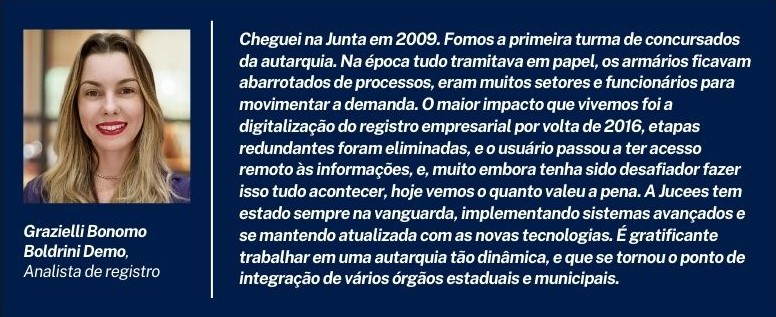 Cheguei na Junta em 2009. Fomos a primeira turma de concursados
da autarquia. Na época tudo tramitava em papel, os armários ficavam
abarrotados de processos, eram muitos setores e funcionários para
movimentar a demanda. O maior impacto que vivemos foi a
digitalização do registro empresarial por volta de 2016, etapas
redundantes foram eliminadas, e o usuário passou a ter acesso
remoto às informações, e, muito embora tenha sido desafiador fazer
isso tudo acontecer, hoje vemos o quanto valeu a pena. A Jucees tem
estado sempre na vanguarda, implementando sistemas avançados e
se mantendo atualizada com as novas tecnologias. É gratificante
trabalhar em uma autarquia tão dinâmica, e que se tornou o ponto de
integração de vários órgãos estaduais e municipais.
Grazielli Bonomo
Boldrini Demo,
Analista de registro